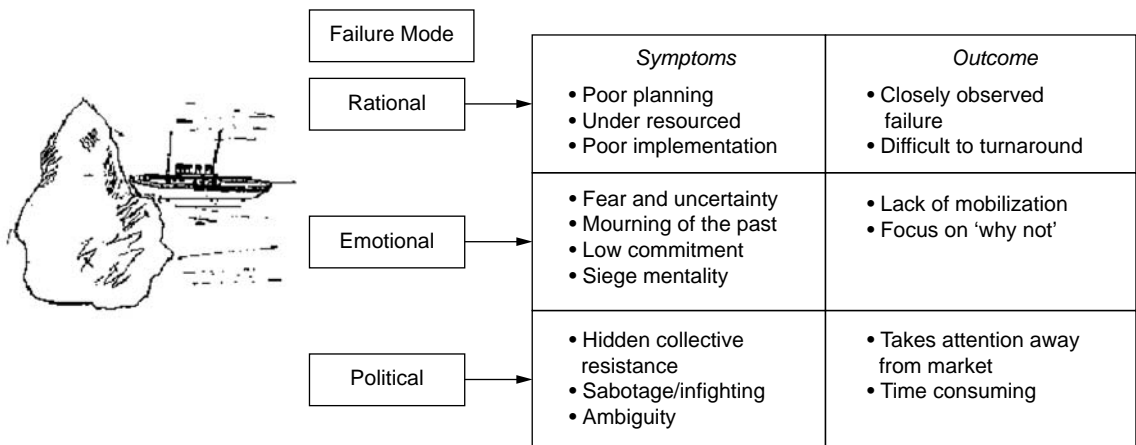 Failure Mode
Symptoms
Outcome
Rational
• Poor planning
• Under resourced
• Poor implementation
• Closely observed
failure
• Difficult to turnaround
Emotional
• Fear and uncertainty
• Mourning of the past
• Low commitment
• Siege mentality
• Lack of mobilization
• Focus on ‘why not’
Political
• Hidden collective
resistance
• Sabotage/infighting
• Ambiguity
• Takes attention away
from market
• Time consuming